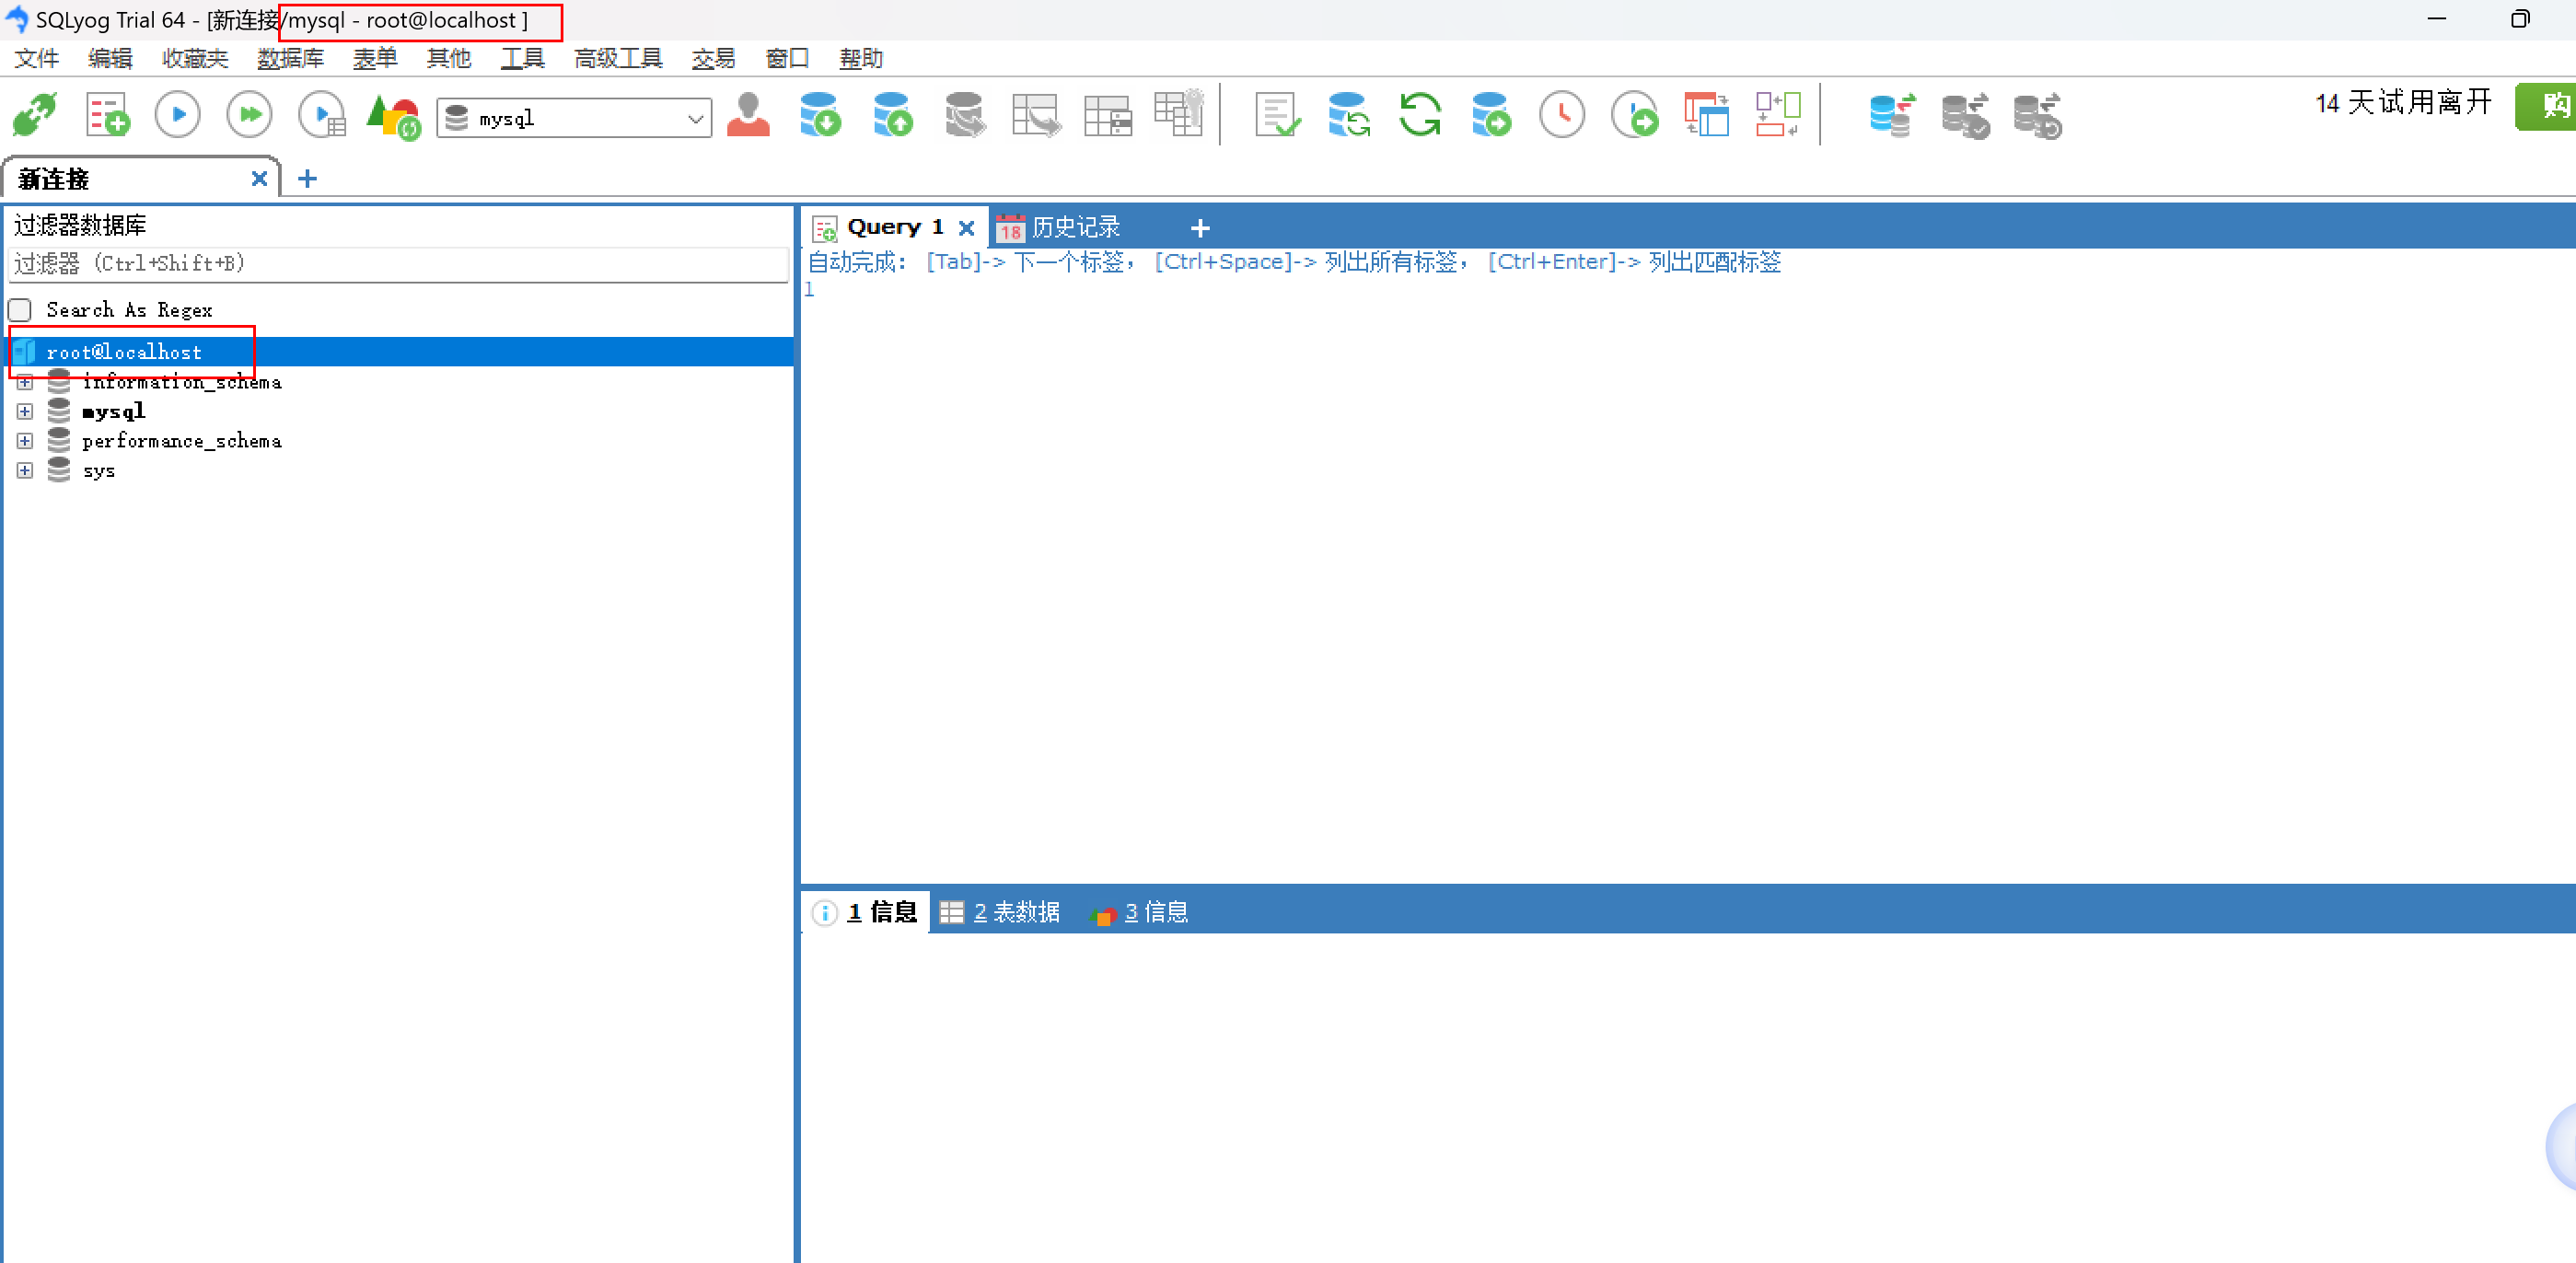 SQLyog Trial 64 - [新连接/mysql - root@localhost ]
文件 编辑 收藏夹 数据库 表单 其他 工具 高级工具 交易 窗口 帮助
mysql
14 天试用离开
购
新连接
过滤器数据库
过滤器 (Ctrl+Shift+B)
Search As Regex
root@localhost
information_schema
mysql
performance_schema
sys
Query 1
18 历史记录
自动完成: [Tab]-> 下一个标签, [Ctrl+Space]-> 列出所有标签, [Ctrl+Enter]-> 列出匹配标签
1
1 信息 2 表数据 3 信息